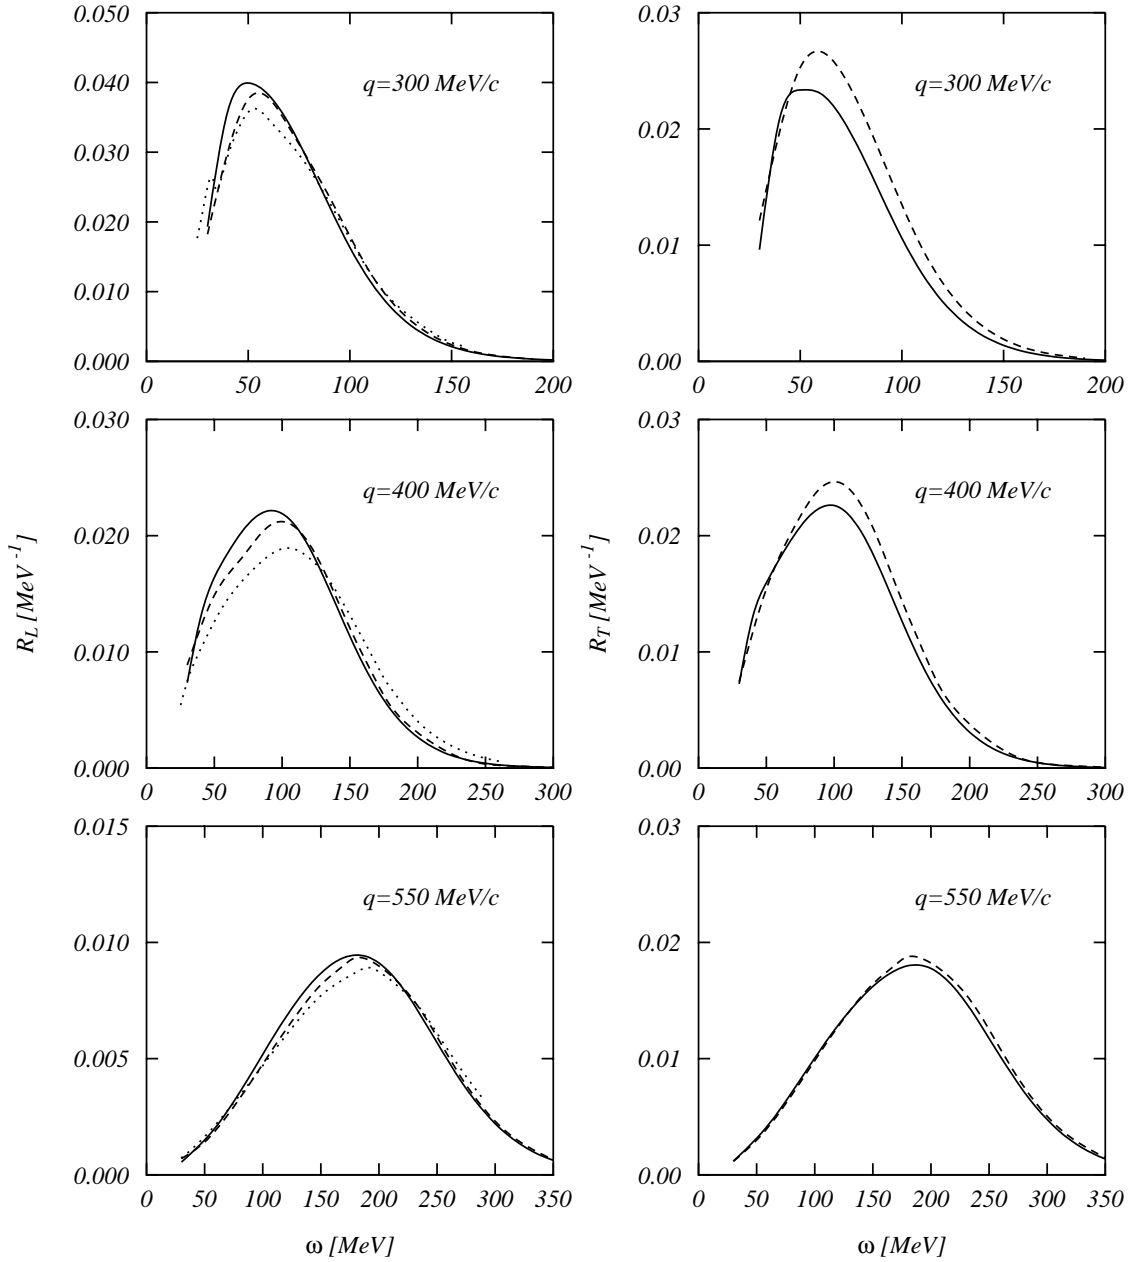 0.050
0.040
0.030
0.020
0.010
0.000
q=300 MeV/c
0 50 100 150 200
0.03
0.02
0.01
0.00
q=300 MeV/c
0 50 100 150 200
0.030
0.020
0.010
0.000
R_L [MeV^-1]
q=400 MeV/c
0 50 100 150 200 250 300
0.03
0.02
0.01
0.00
R_T [MeV^-1]
q=400 MeV/c
0 50 100 150 200 250 300
0.015
0.010
0.005
0.000
q=550 MeV/c
0 50 100 150 200 250 300 350
ω [MeV]
0.03
0.02
0.01
0.00
q=550 MeV/c
0 50 100 150 200 250 300 350
ω [MeV]